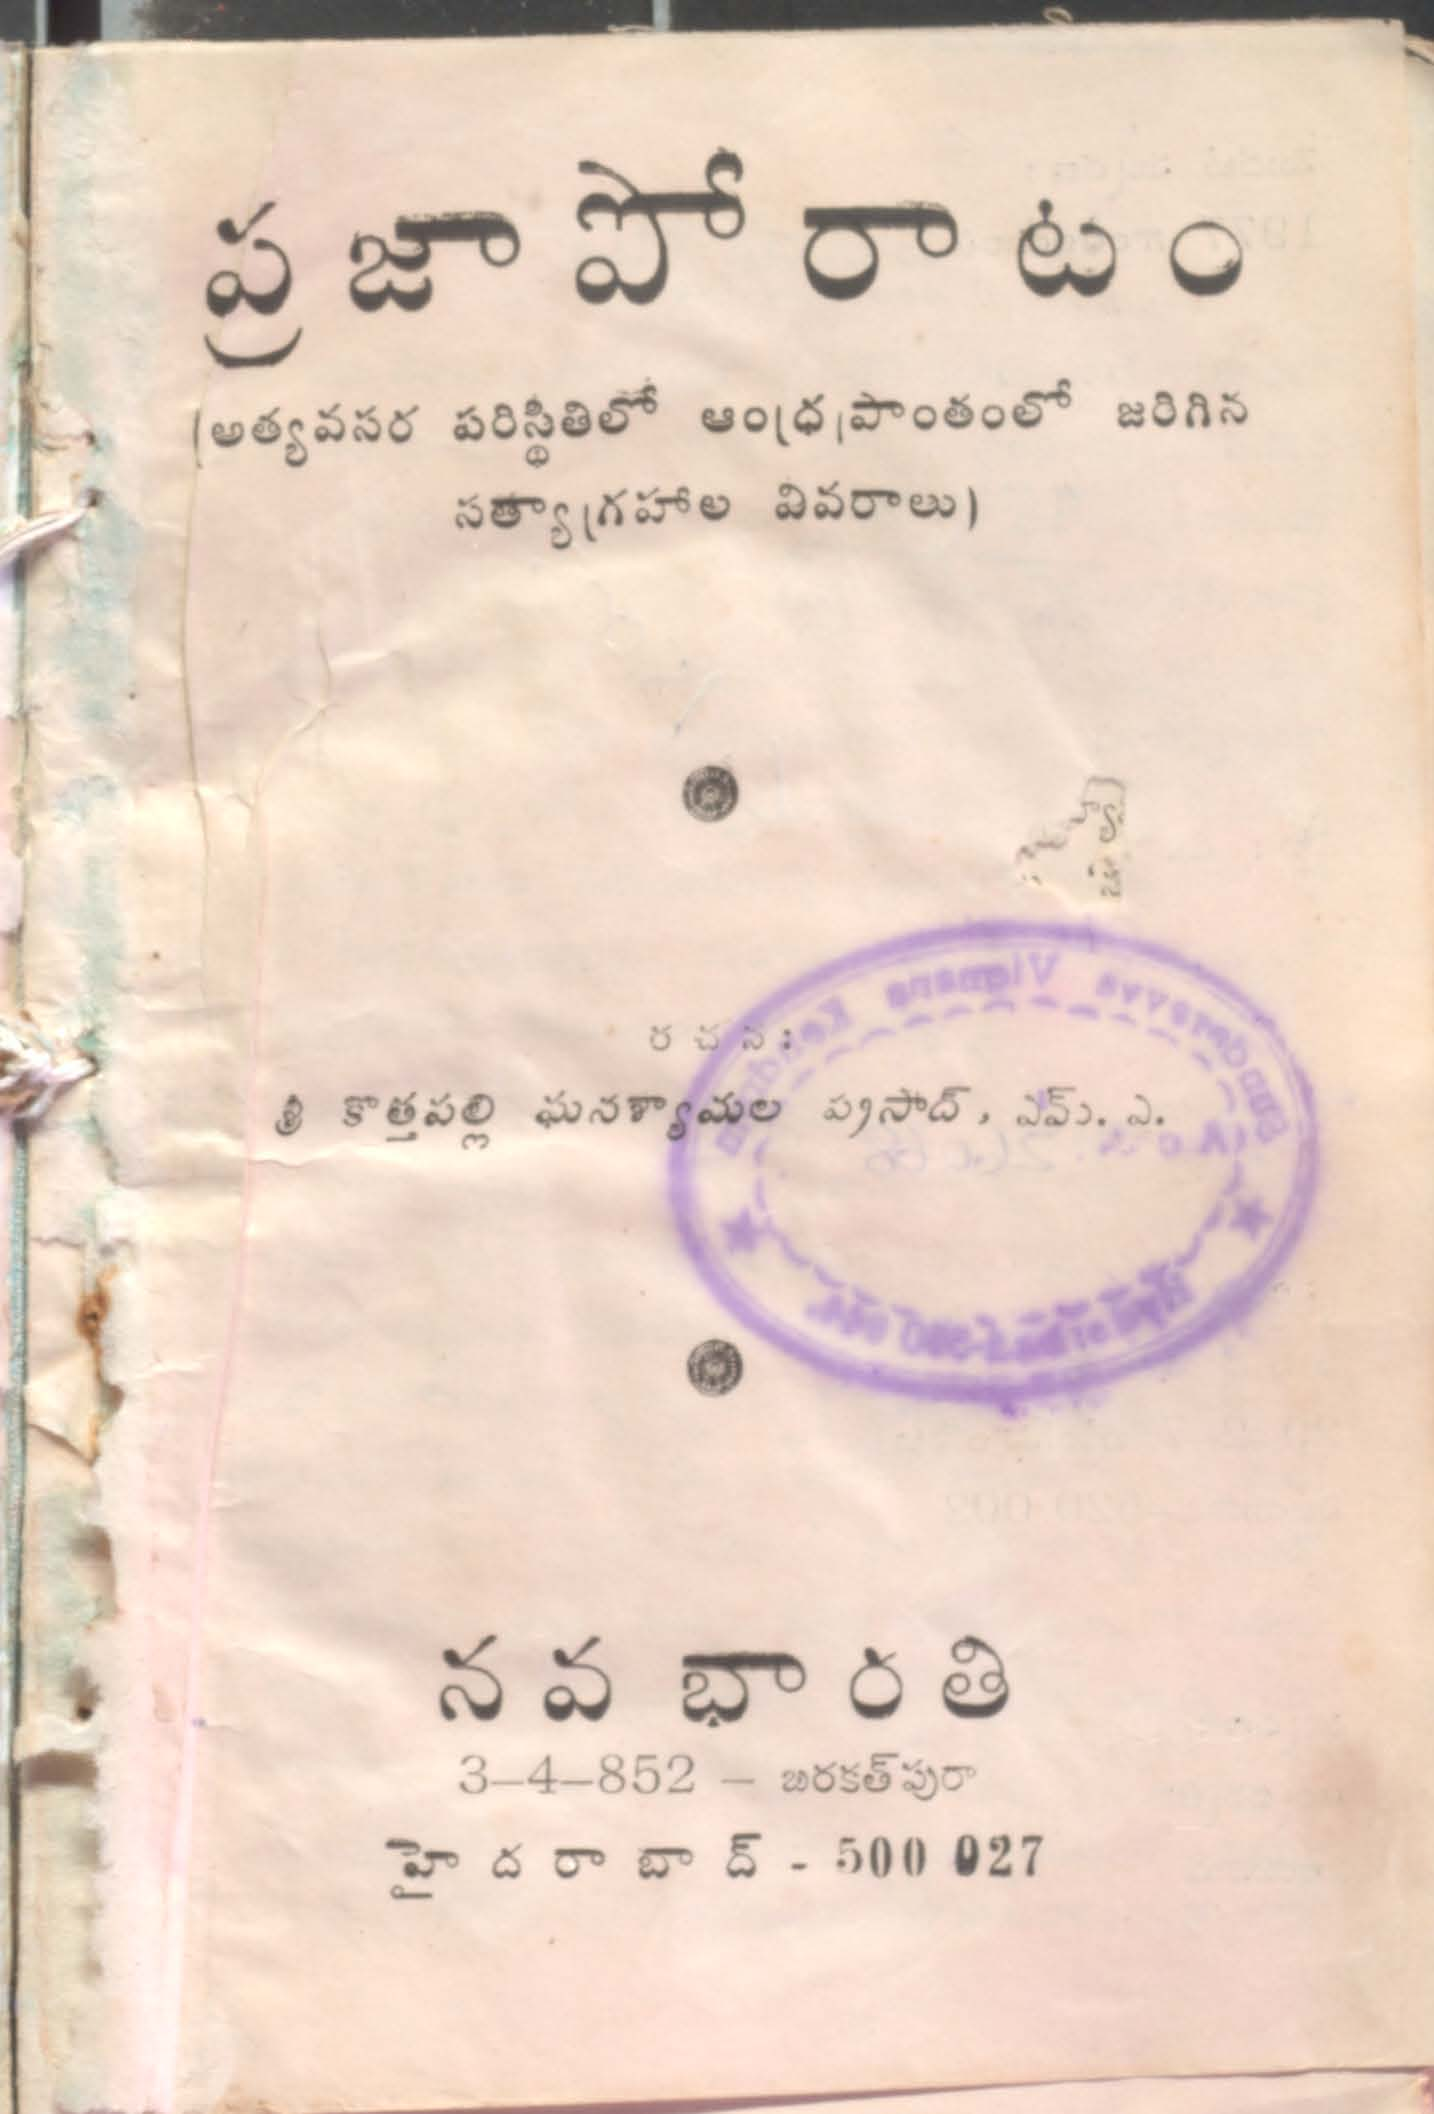 ప్రజాపోరాటం
(అత్యవసర పరిస్థితిలో ఆంధ్రప్రాంతంలో జరిగిన
సత్యాగ్రహాల వివరాలు)
రచన:
శ్రీ కొత్తపల్లి ఘనశ్యామల ప్రసాద్, ఎమ్. ఎ.
నవభారతి
3-4-852 - బరకత్‌పురా
హైదరాబాద్ - 500 027